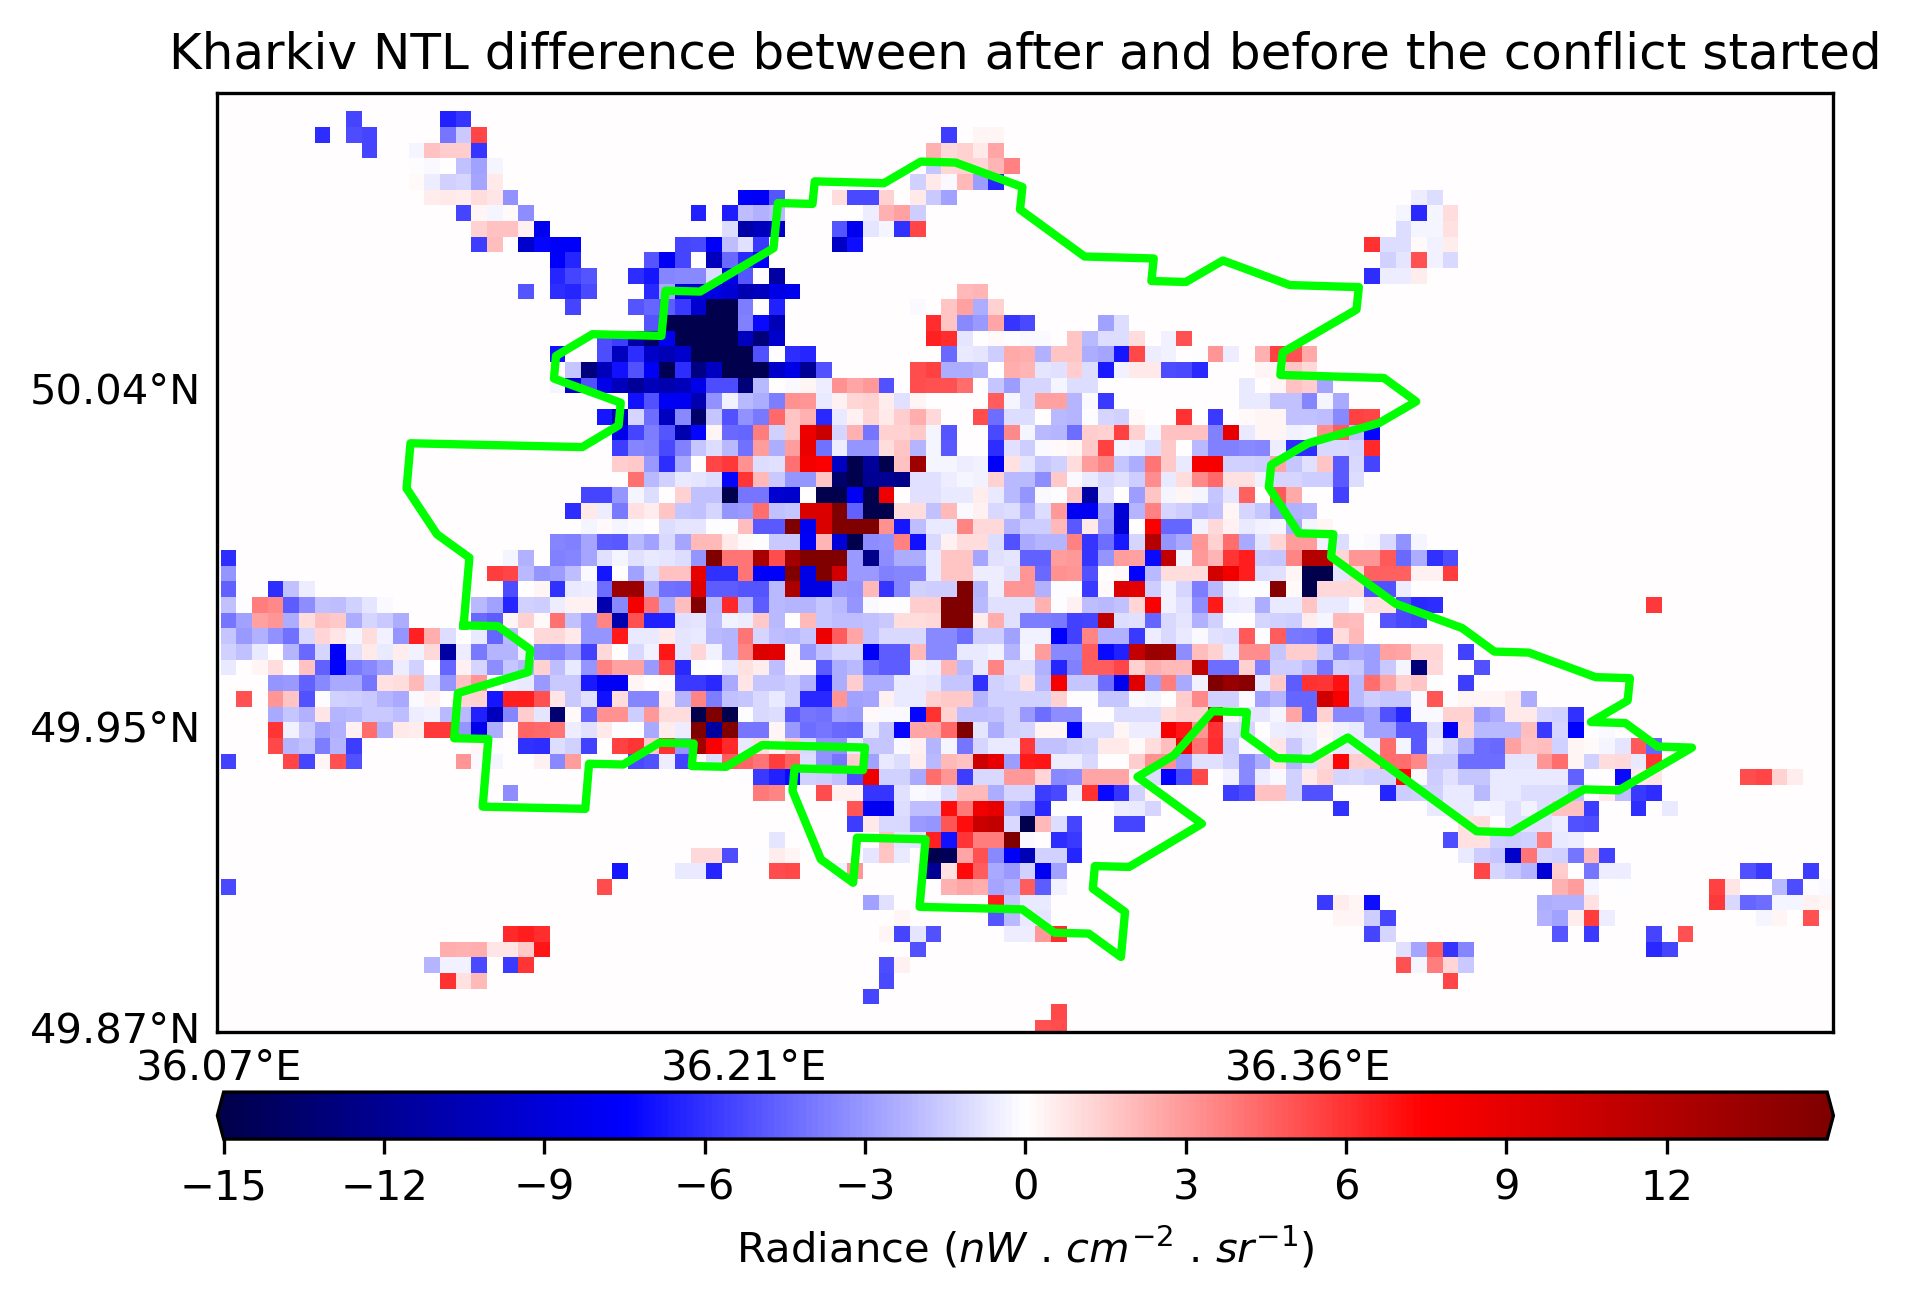 Kharkiv NTL difference between after and before the conflict started
50.04°N
49.95°N
49.87°N
36.07°E 36.21°E 36.36°E
−15 −12 −9 −6 −3 0 3 6 9 12
Radiance (nW . cm⁻² . sr⁻¹)